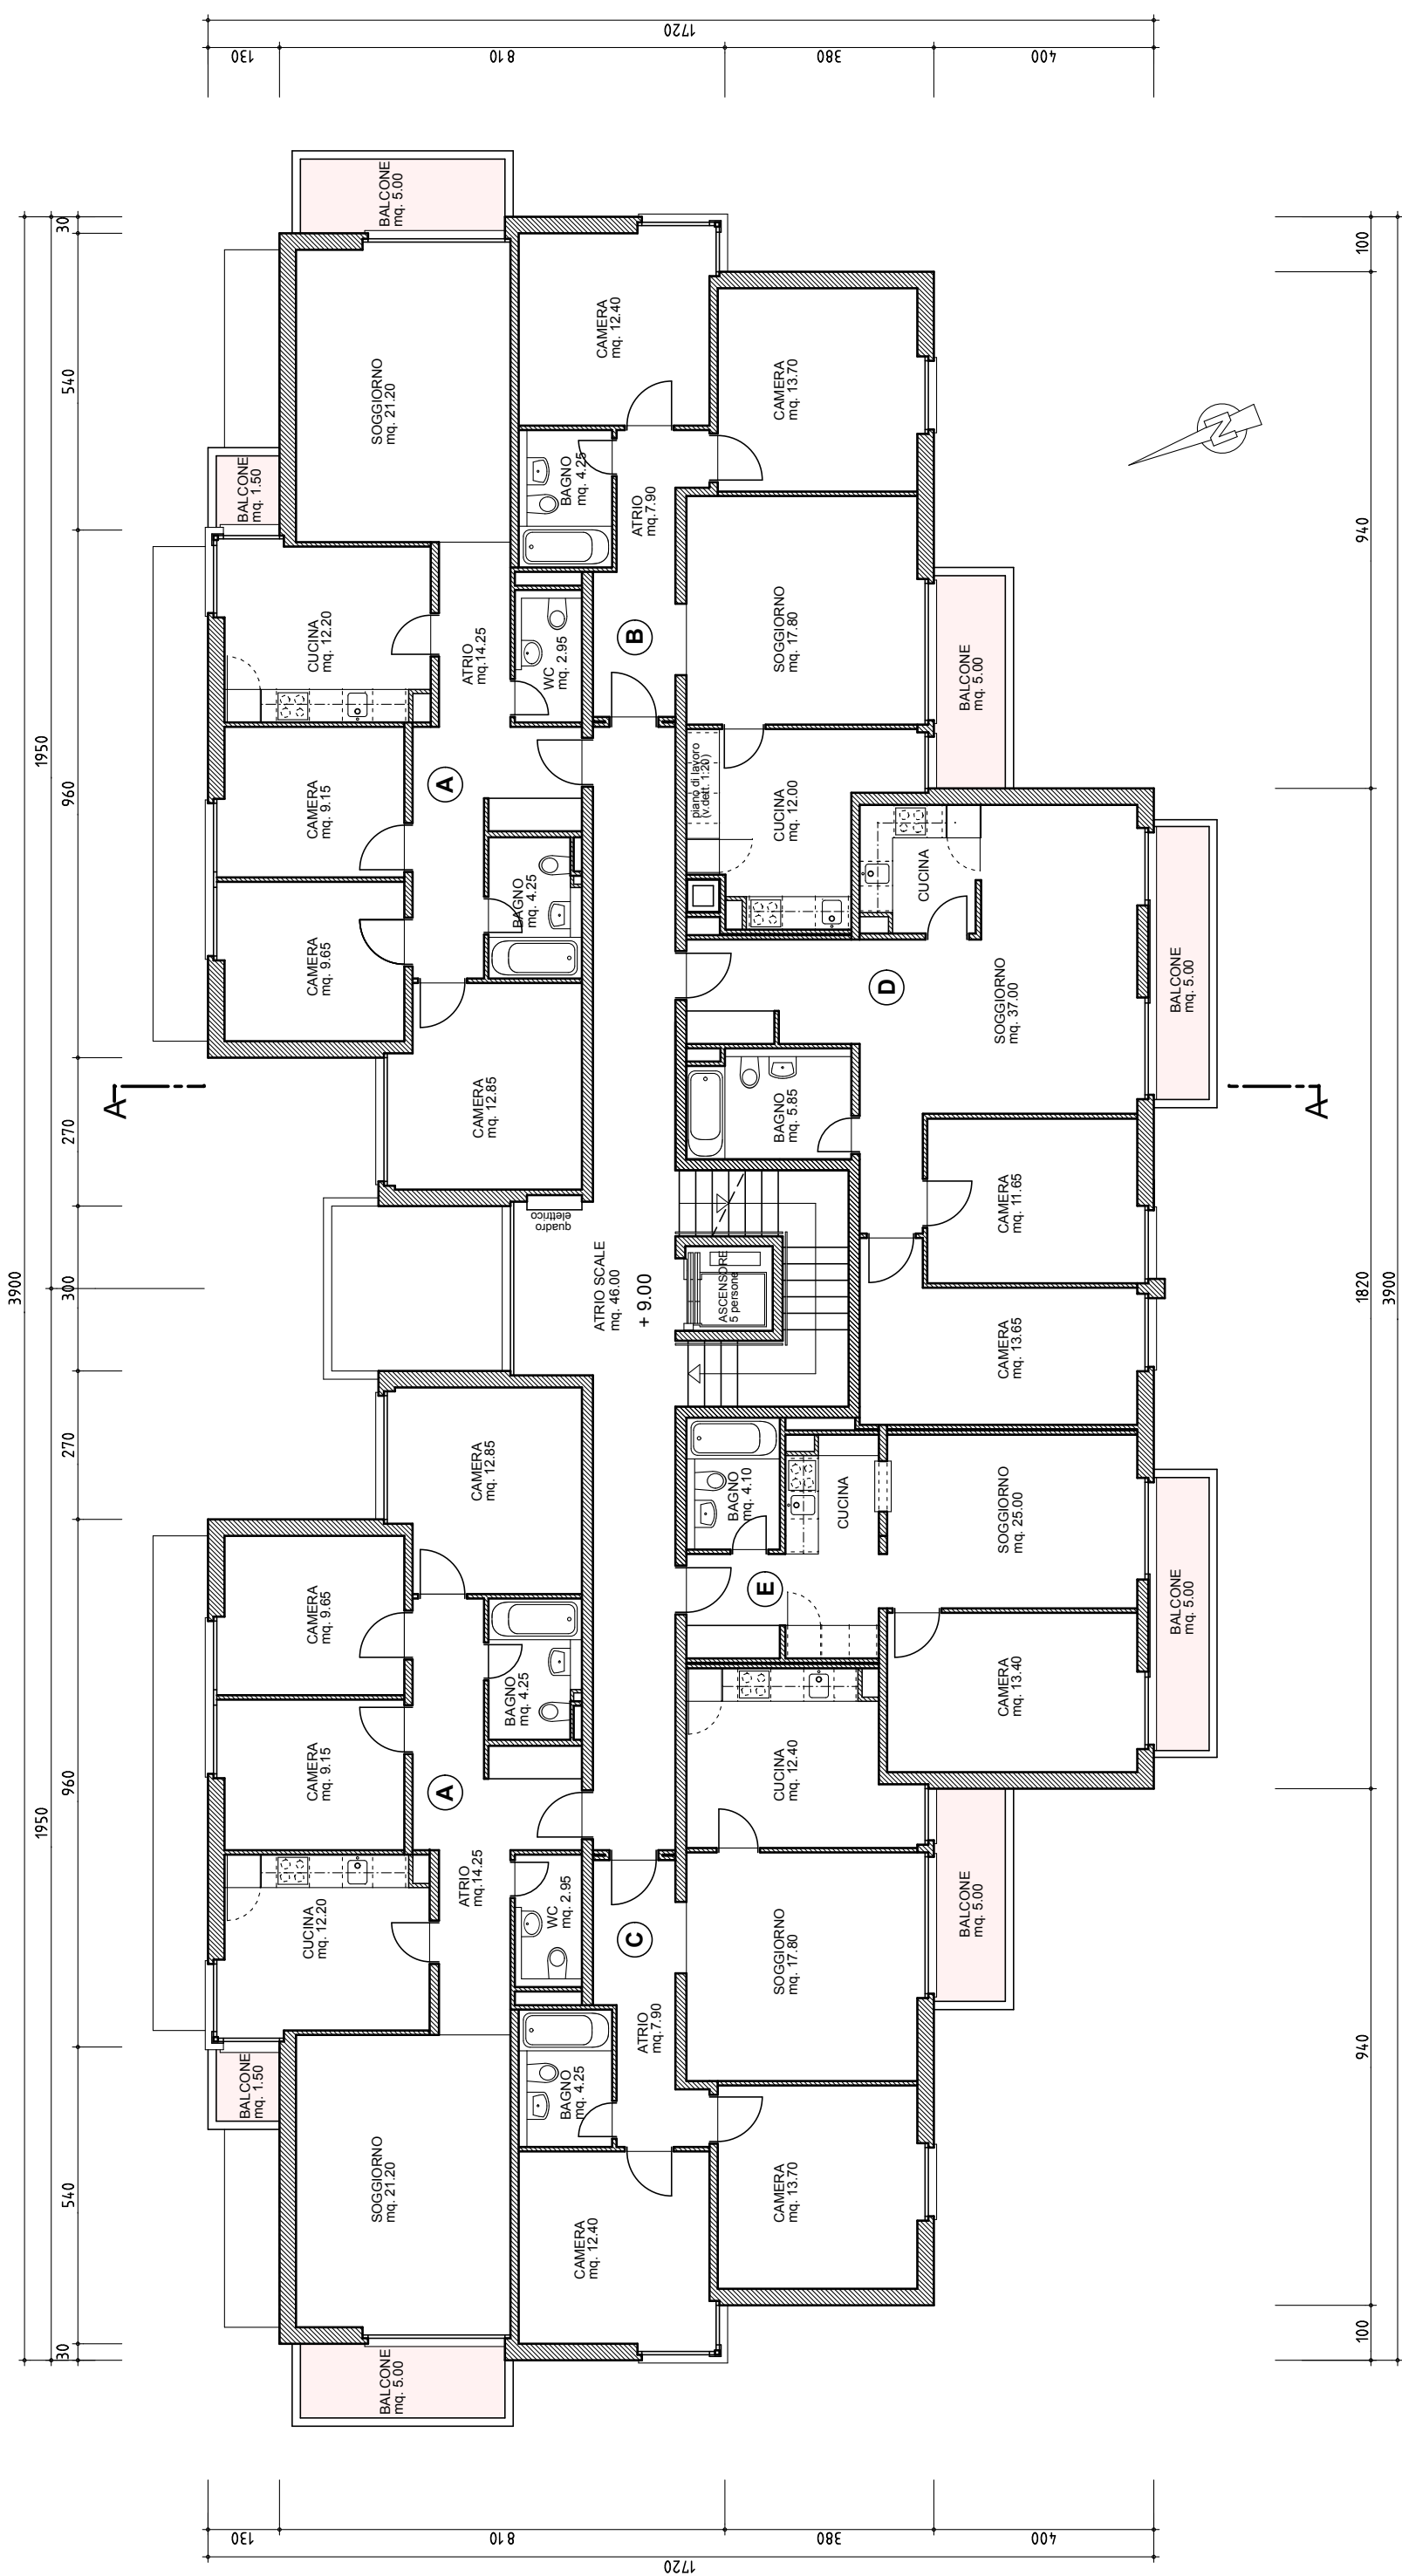 1720
130
810
380
400
3900
1950
1950
30
540
960
270
300
270
960
540
30
100
940
1820
940
100
3900
BALCONE
mq. 5.00
SOGGIORNO
mq. 21.20
BALCONE
mq. 1.50
CUCINA
mq. 12.20
ATRIO
mq.14.25
WC
mq. 2.95
CAMERA
mq. 9.15
A
CAMERA
mq. 9.65
BAGNO
mq. 4.25
CAMERA
mq. 12.85
CAMERA
mq. 12.40
CAMERA
mq. 13.70
BAGNO
mq. 4.25
ATRIO
mq.7.90
B
SOGGIORNO
mq. 17.80
BALCONE
mq. 5.00
piano di lavoro
(v.dett. 1:20)
CUCINA
mq. 12.00
N
CUCINA
D
SOGGIORNO
mq. 37.00
BALCONE
mq. 5.00
BAGNO
mq. 5.85
CAMERA
mq. 11.65
CAMERA
mq. 13.65
A
A
quadro
elettrico
ATRIO SCALE
mq. 46.00
+ 9.00
ASCENSORE
5 persone
CAMERA
mq. 12.85
CAMERA
mq. 9.65
CAMERA
mq. 9.15
BAGNO
mq. 4.25
A
CUCINA
mq. 12.20
ATRIO
mq.14.25
WC
mq. 2.95
BALCONE
mq. 1.50
SOGGIORNO
mq. 21.20
BALCONE
mq. 5.00
BAGNO
mq. 4.10
CUCINA
E
SOGGIORNO
mq. 25.00
CAMERA
mq. 13.40
BALCONE
mq. 5.00
CUCINA
mq. 12.40
C
SOGGIORNO
mq. 17.80
BALCONE
mq. 5.00
ATRIO
mq.7.90
BAGNO
mq. 4.25
CAMERA
mq. 12.40
CAMERA
mq. 13.70
130
810
380
400
1720